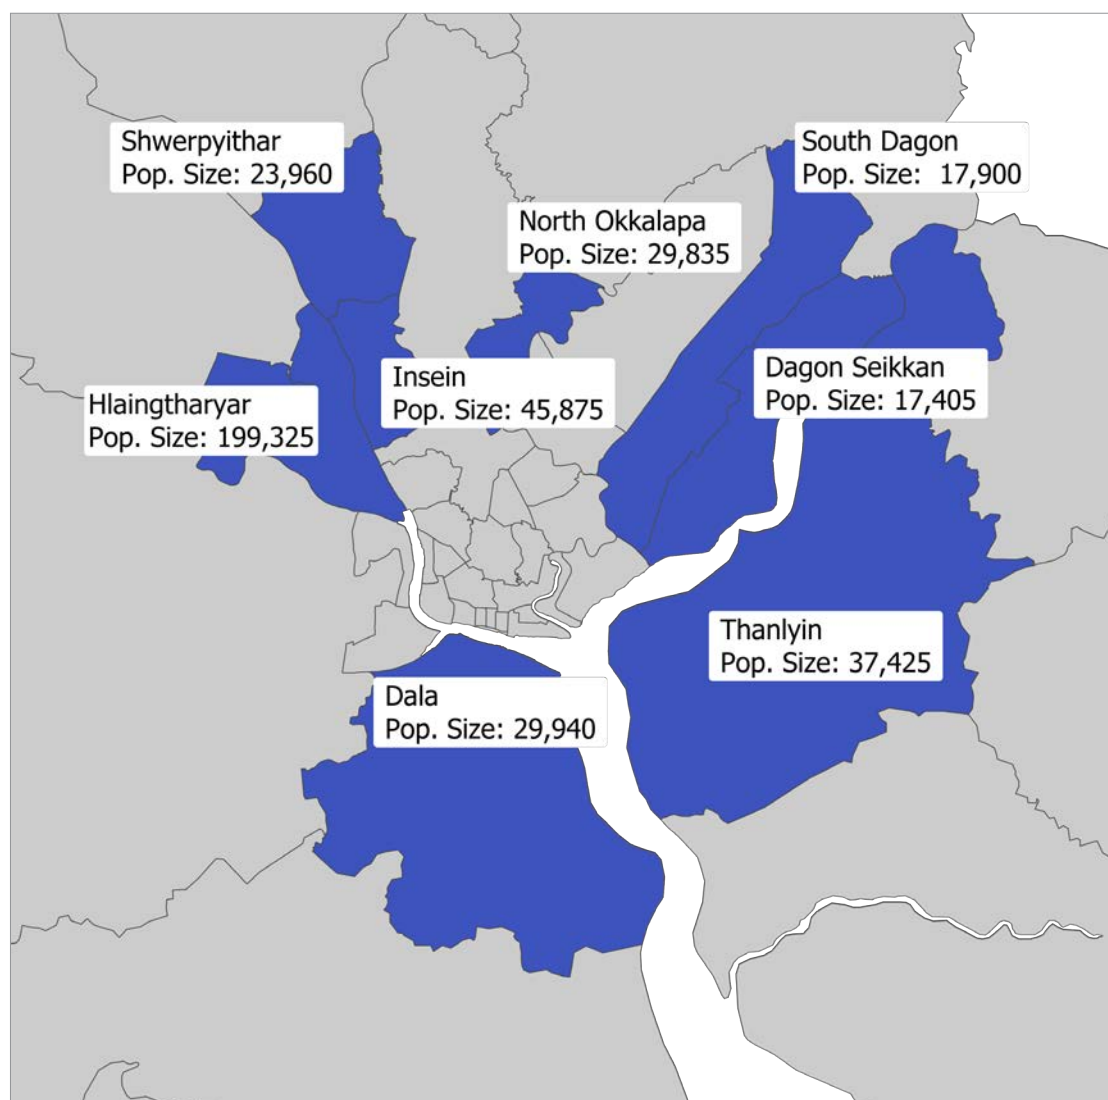 Shwerpyithar
Pop. Size: 23,960
South Dagon
Pop. Size: 17,900
North Okkalapa
Pop. Size: 29,835
Insein
Pop. Size: 45,875
Dagon Seikkan
Pop. Size: 17,405
Hlaingtharyar
Pop. Size: 199,325
Thanlyin
Pop. Size: 37,425
Dala
Pop. Size: 29,940